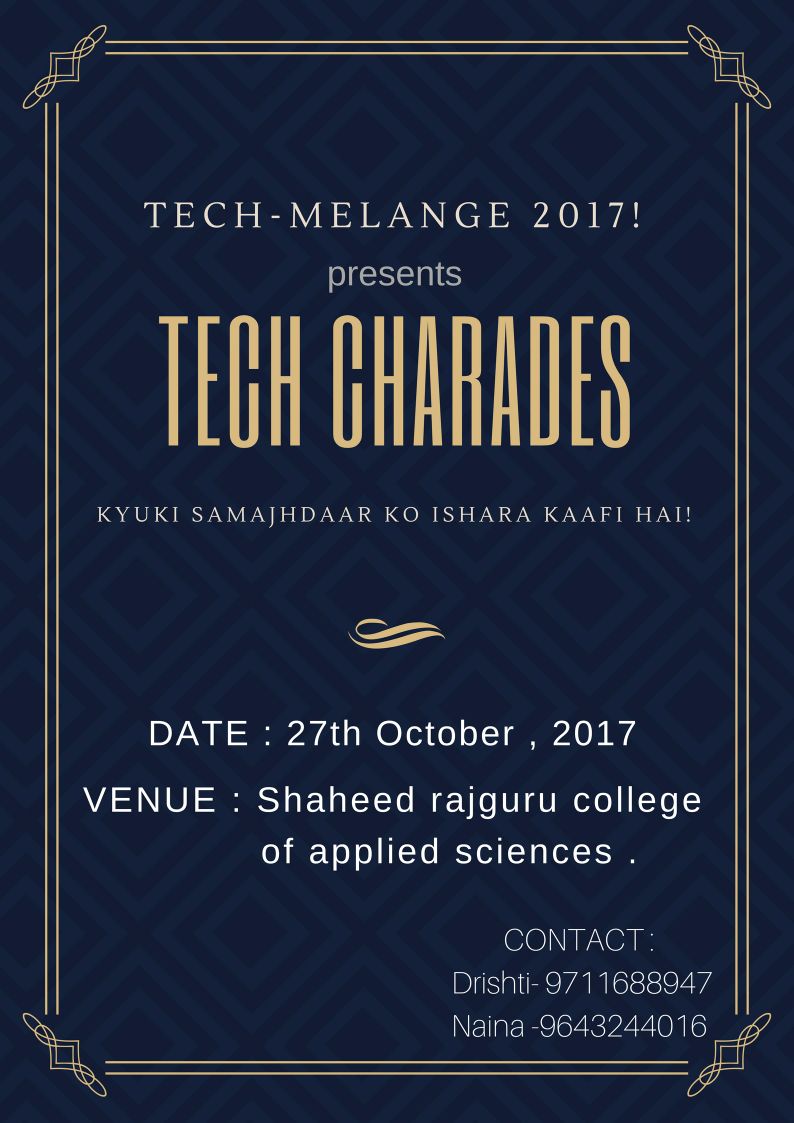 TECH-MELANGE 2017!
presents
TECH CHARADES
KYUKI SAMAJHDAAR KO ISHARA KAAFI HAI!
DATE : 27th October , 2017
VENUE : Shaheed rajguru college
of applied sciences .
CONTACT :
Drishti- 9711688947
Naina -9643244016